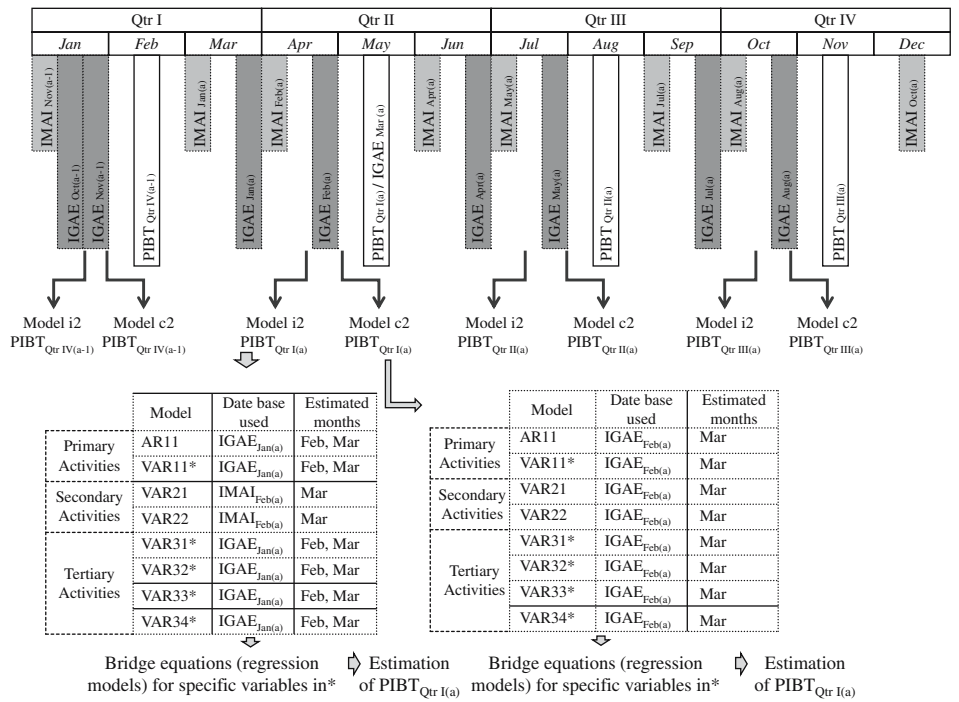 Qtr I Qtr II Qtr III Qtr IV
Jan Feb Mar Apr May Jun Jul Aug Sep Oct Nov Dec
IMAI Nov(a-1)
IGAE Oct(a-1)
IGAE Nov(a-1)
PIBT Qtr IV(a-1)
IMAI Jan(a)
IGAE Jan(a)
IMAI Feb(a)
IGAE Feb(a)
PIBT Qtr I(a) / IGAE Mar (a)
IMAI Apr(a)
IGAE Apr(a)
IMAI May(a)
IGAE May(a)
PIBT Qtr II(a)
IMAI Jul(a)
IGAE Jul(a)
IMAI Aug(a)
IGAE Aug(a)
PIBT Qtr III(a)
IMAI Oct(a)
Model i2 Model c2 Model i2 Model c2 Model i2 Model c2 Model i2 Model c2
PIBT Qtr IV(a-1) PIBT Qtr IV(a-1) PIBT Qtr I(a) PIBT Qtr I(a) PIBT Qtr II(a) PIBT Qtr II(a) PIBT Qtr III(a) PIBT Qtr III(a)
Model Date base used Estimated months
Primary Activities
AR11 IGAE Jan(a) Feb, Mar
VAR11* IGAE Jan(a) Feb, Mar
Secondary Activities
VAR21 IMAI Feb(a) Mar
VAR22 IMAI Feb(a) Mar
Tertiary Activities
VAR31* IGAE Jan(a) Feb, Mar
VAR32* IGAE Jan(a) Feb, Mar
VAR33* IGAE Jan(a) Feb, Mar
VAR34* IGAE Jan(a) Feb, Mar
Bridge equations (regression
models) for specific variables in*
Estimation
of PIBT Qtr I(a)
Model Date base used Estimated months
Primary Activities
AR11 IGAE Feb(a) Mar
VAR11* IGAE Feb(a) Mar
Secondary Activities
VAR21 IGAE Feb(a) Mar
VAR22 IGAE Feb(a) Mar
Tertiary Activities
VAR31* IGAE Feb(a) Mar
VAR32* IGAE Feb(a) Mar
VAR33* IGAE Feb(a) Mar
VAR34* IGAE Feb(a) Mar
Bridge equations (regression
models) for specific variables in*
Estimation
of PIBT Qtr I(a)